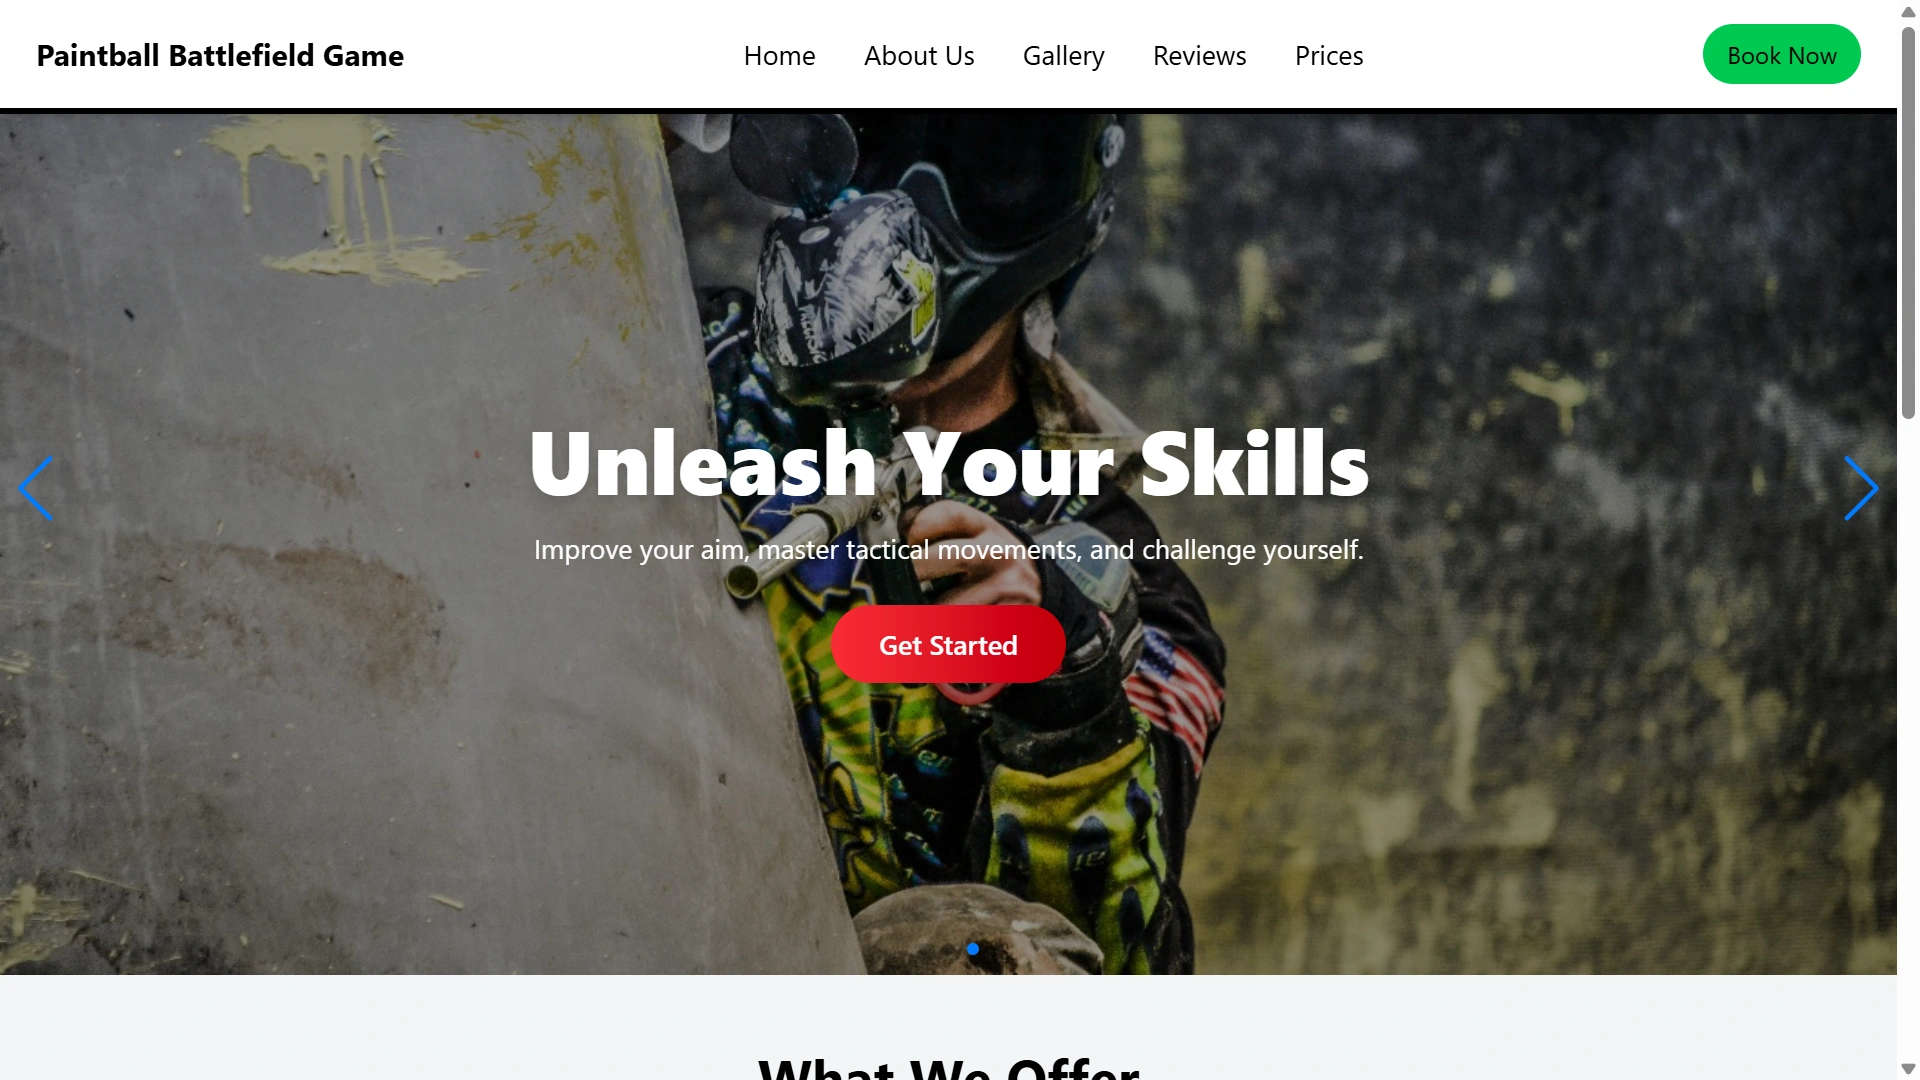 Paintball Battlefield Game
Home About Us Gallery Reviews Prices
Book Now
Unleash Your Skills
Improve your aim, master tactical movements, and challenge yourself.
Get Started
What We Offer